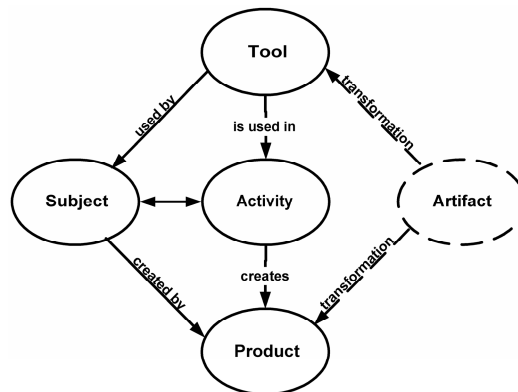 Tool
used by
is used in
transformation
Subject
Activity
Artifact
created by
creates
transformation
Product